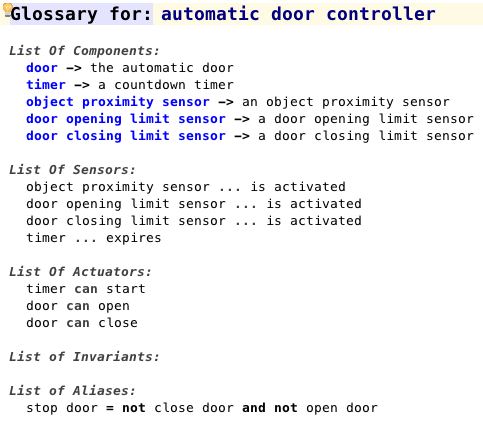 Glossary for: automatic door controller
List Of Components:
door -> the automatic door
timer -> a countdown timer
object proximity sensor -> an object proximity sensor
door opening limit sensor -> a door opening limit sensor
door closing limit sensor -> a door closing limit sensor
List Of Sensors:
object proximity sensor ... is activated
door opening limit sensor ... is activated
door closing limit sensor ... is activated
timer ... expires
List Of Actuators:
timer can start
door can open
door can close
List of Invariants:
List of Aliases:
stop door = not close door and not open door